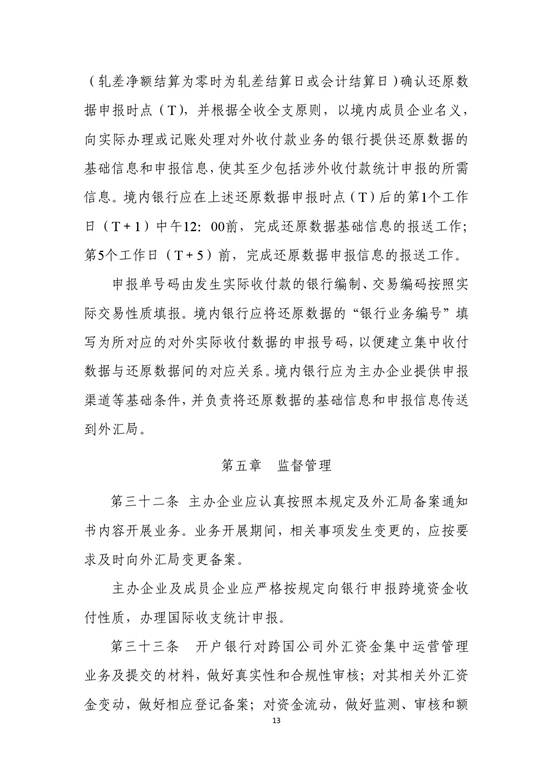 （轧差净额结算为零时为轧差结算日或会计结算日）确认还原数
据申报时点（T），并根据全收全支原则，以境内成员企业名义，
向实际办理或记账处理对外收付款业务的银行提供还原数据的
基础信息和申报信息，使其至少包括涉外收付款统计申报的所需
信息。境内银行应在上述还原数据申报时点（T）后的第1个工作
日（T+1）中午12：00前，完成还原数据基础信息的报送工作；
第5个工作日（T+5）前，完成还原数据申报信息的报送工作。
申报单号码由发生实际收付款的银行编制、交易编码按照实
际交易性质填报。境内银行应将还原数据的“银行业务编号”填
写为所对应的对外实际收付数据的申报号码，以便建立集中收付
数据与还原数据间的对应关系。境内银行应为主办企业提供申报
渠道等基础条件，并负责将还原数据的基础信息和申报信息传送
到外汇局。
第五章 监督管理
第三十二条 主办企业应认真按照本规定及外汇局备案通知
书内容开展业务。业务开展期间，相关事项发生变更的，应按要
求及时向外汇局变更备案。
主办企业及成员企业应严格按规定向银行申报跨境资金收
付性质，办理国际收支统计申报。
第三十三条 开户银行对跨国公司外汇资金集中运营管理
业务及提交的材料，做好真实性和合规性审核；对其相关外汇资
金变动，做好相应登记备案；对资金流动，做好监测、审核和额
13